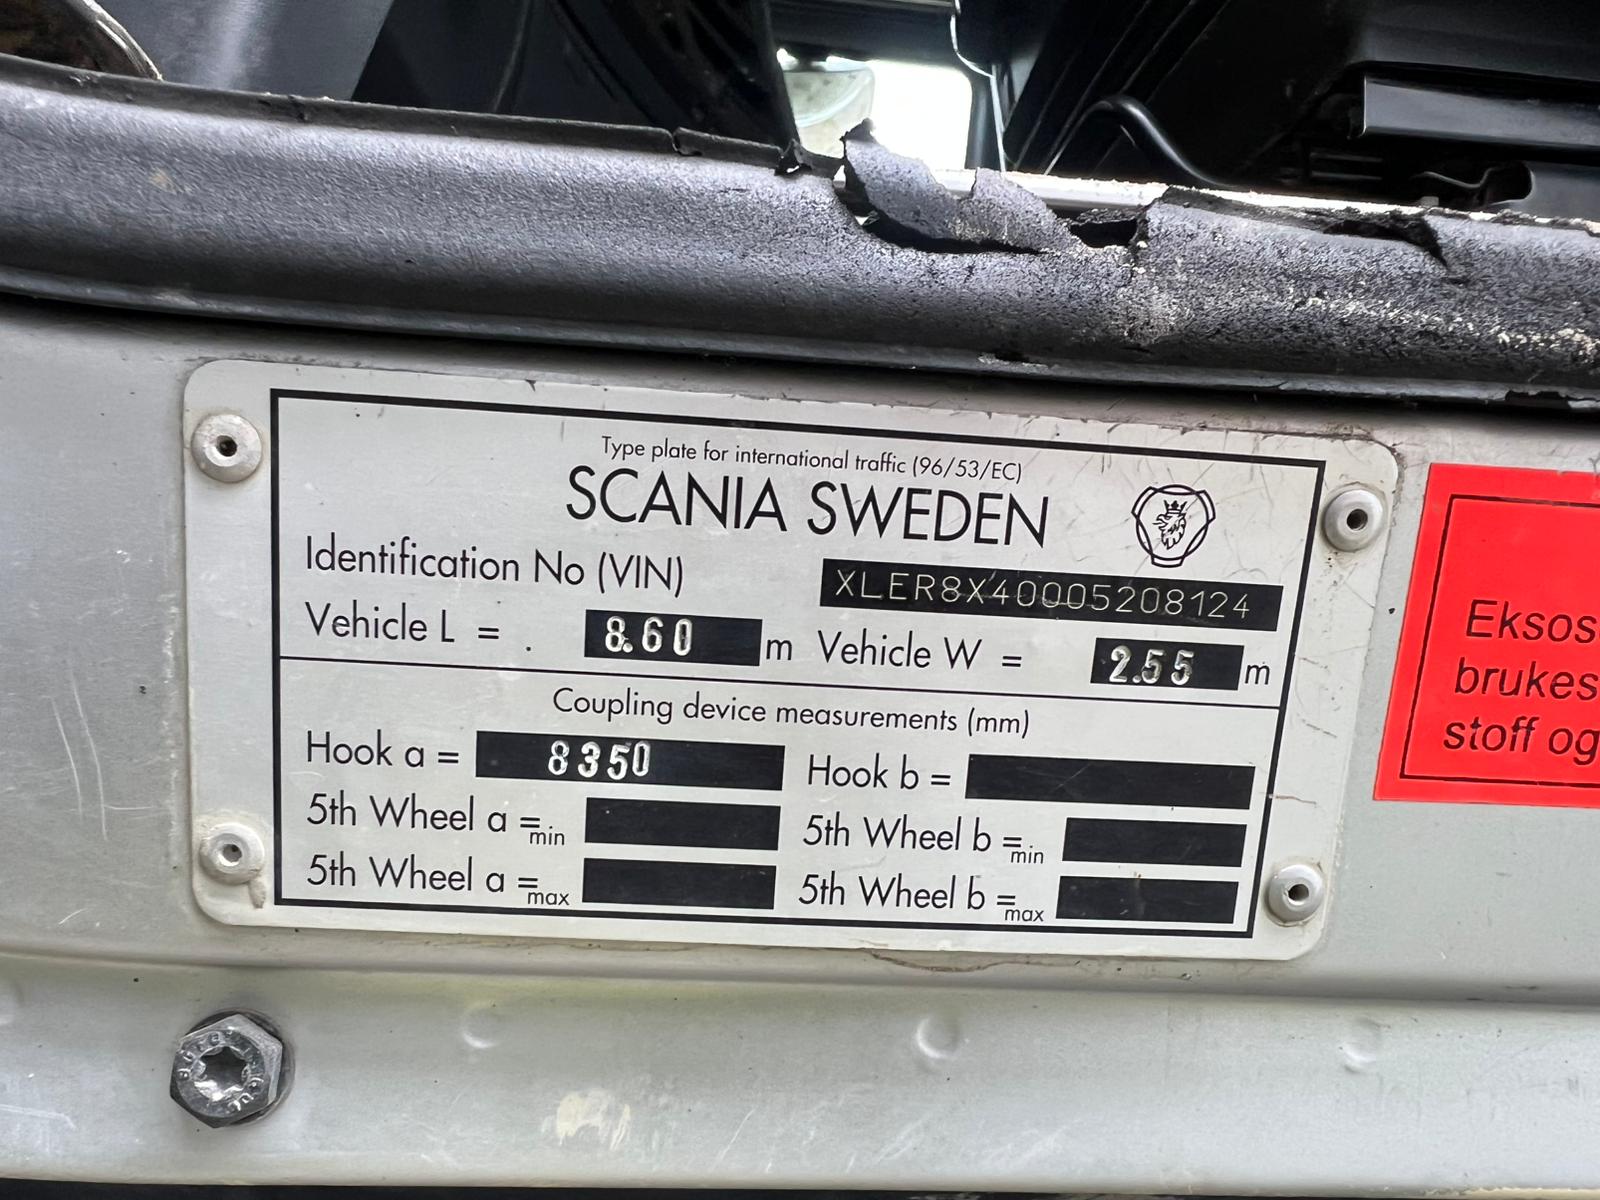 Type plate for international traffic (96/53/EC)
SCANIA SWEDEN
Identification No (VIN) XLER8X40005208124
Vehicle L = 8.60 m Vehicle W = 2.55 m
Coupling device measurements (mm)
Hook a = 8350 Hook b =
5th Wheel a = min 5th Wheel b = min
5th Wheel a = max 5th Wheel b = max
Eksos
brukes
stoff og